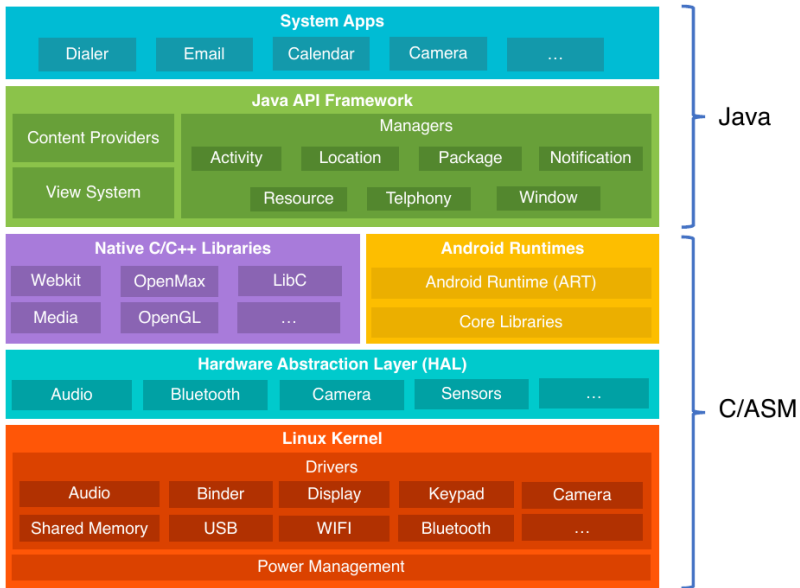 System Apps
Dialer Email Calendar Camera ...
Java API Framework
Content Providers
View System
Managers
Activity Location Package Notification
Resource Telphony Window
Java
Native C/C++ Libraries
Webkit OpenMax LibC
Media OpenGL ...
Android Runtimes
Android Runtime (ART)
Core Libraries
Hardware Abstraction Layer (HAL)
Audio Bluetooth Camera Sensors ...
Linux Kernel
Drivers
Audio Binder Display Keypad Camera
Shared Memory USB WIFI Bluetooth ...
Power Management
C/ASM